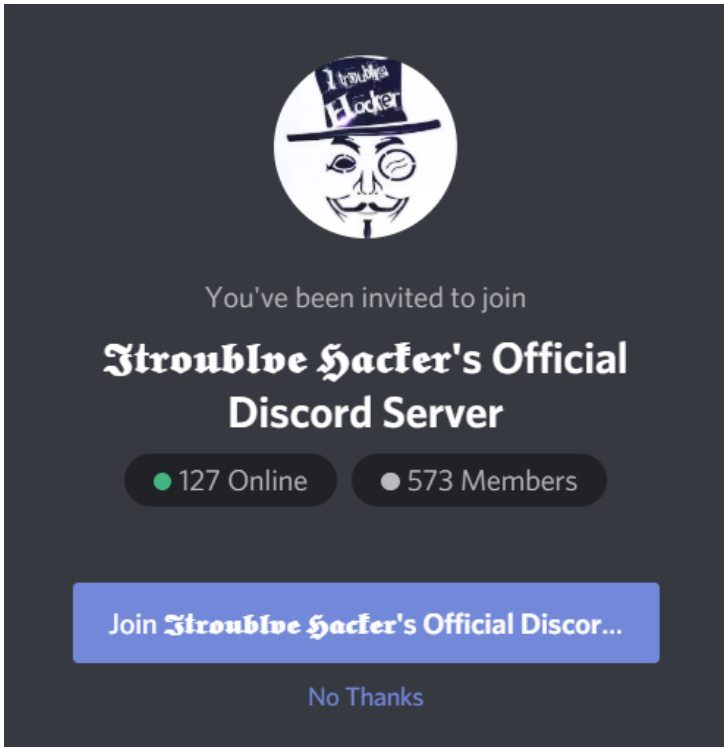 Itroublve
Hacker
You've been invited to join
𝕴𝖙𝖗𝖔𝖚𝖇𝖑𝖛𝖊 𝕳𝖆𝖈𝖐𝖊𝖗's Official
Discord Server
127 Online 573 Members
Join 𝕴𝖙𝖗𝖔𝖚𝖇𝖑𝖛𝖊 𝕳𝖆𝖈𝖐𝖊𝖗's Official Discor...
No Thanks